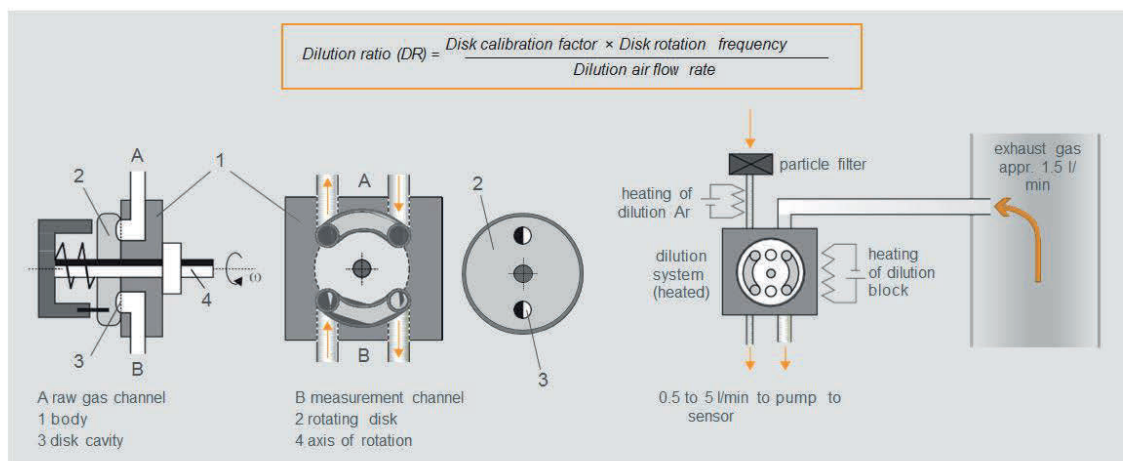 Dilution ratio (DR) = Disk calibration factor × Disk rotation frequency
Dilution air flow rate
A
2
1
ω
4
3
B
A
B
2
3
particle filter
heating of
dilution Ar
dilution
system
(heated)
heating
of dilution
block
exhaust gas
appr. 1.5 l/
min
A raw gas channel
1 body
3 disk cavity
B measurement channel
2 rotating disk
4 axis of rotation
0.5 to 5 l/min to pump to
sensor